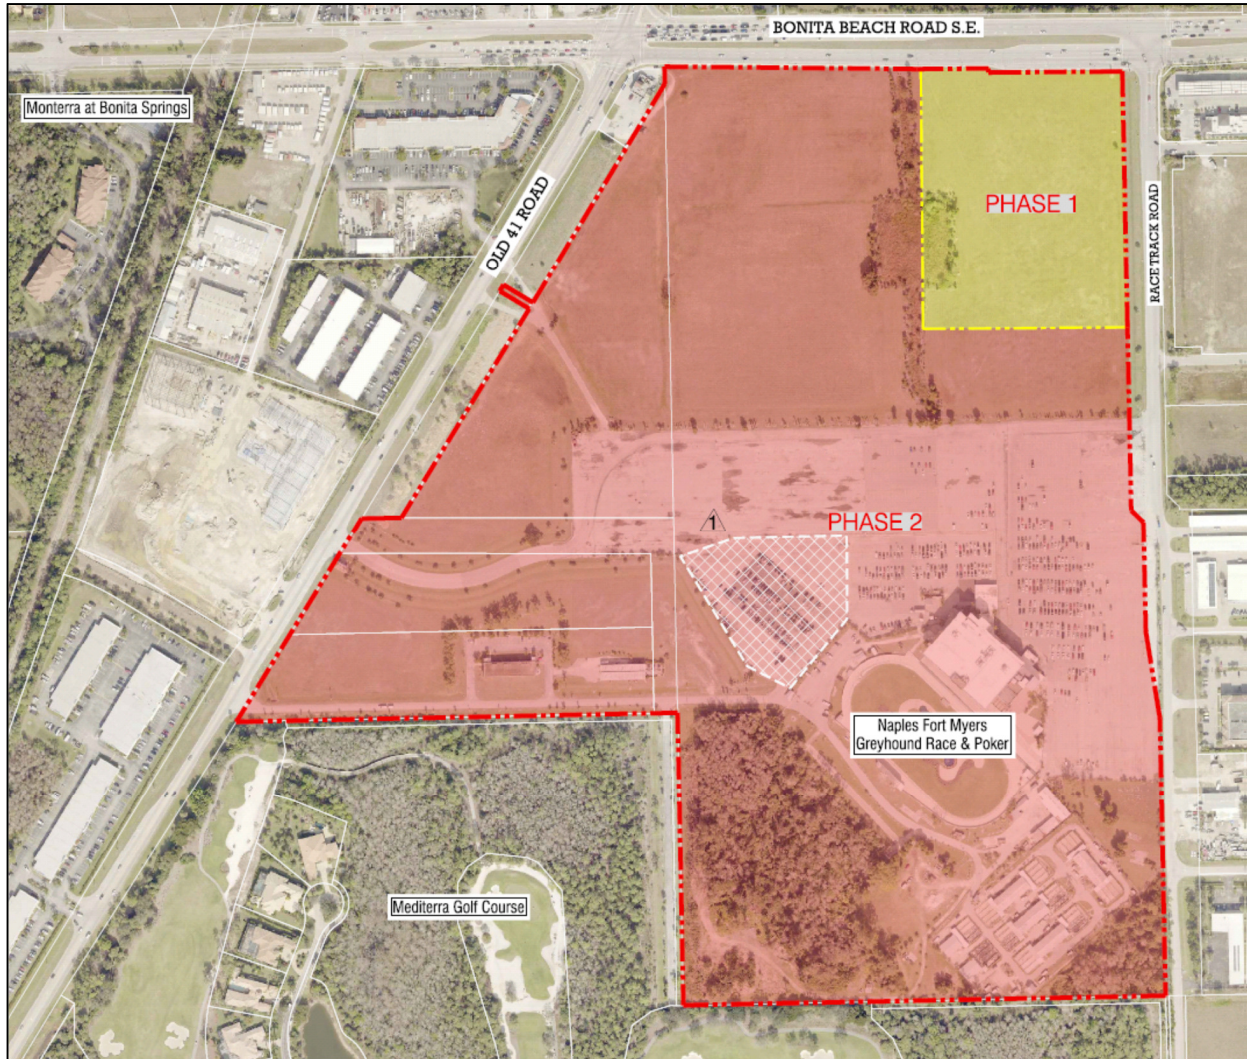 BONITA BEACH ROAD S.E.
Monterra at Bonita Springs
OLD 41 ROAD
PHASE 1
RACE TRACK ROAD
1
PHASE 2
Naples Fort Myers
Greyhound Race & Poker
Mediterra Golf Course